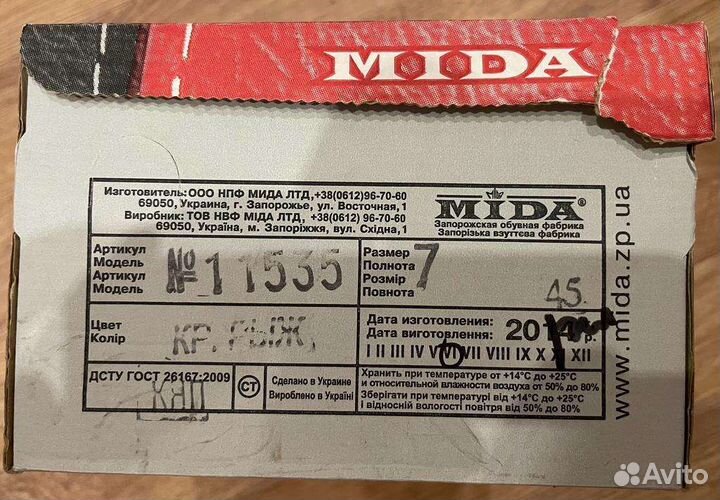 MIDA
Изготовитель: ООО НПФ МИДА ЛТД, +38(0612)96-70-60
69050, Украина, г. Запорожье, ул. Восточная, 1
Виробник: ТОВ НВФ МІДА ЛТД, +38(0612) 96-70-60
69050, Україна, м. Запоріжжя, вул. Східна, 1
MIDA®
Запорожская обувная фабрика
Запорізька взуттєва фабрика
www.mida.zp.ua
Артикул
Модель
Артикул
Модель
№11535
Размер
Полнота
Розмір
Повнота
7
45
Цвет
Колір
КР. РЫЖ,
Дата изготовления:
Дата виготовлення:
2014 р.
I II III IV V VI VII VIII IX X XI XII
ДСТУ ГОСТ 26167:2009
СТ
Сделано в Украине
Вироблено в Україні
Хранить при температуре от +14°С до +25°С
и относительной влажности воздуха от 50% до 80%
Зберігати при температурі від +14°С до +25°С
і відносній вологості повітря від 50% до 80%
Avito